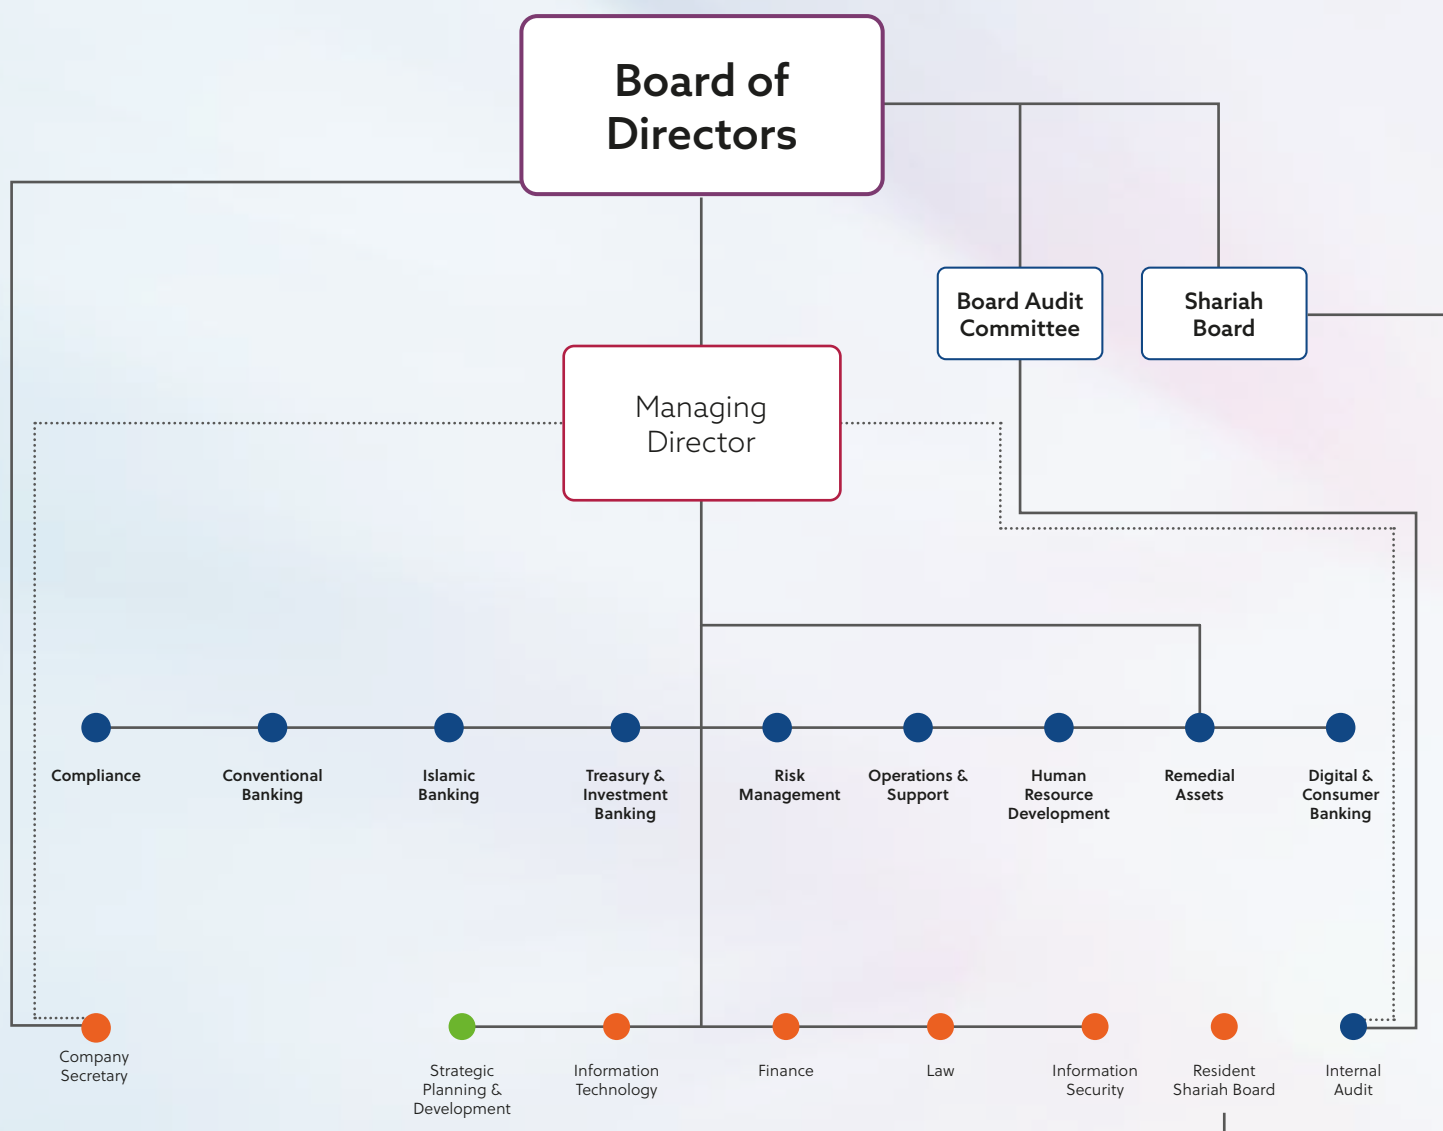 Board of
Directors
Board Audit
Committee
Shariah
Board
Managing
Director
Compliance
Conventional
Banking
Islamic
Banking
Treasury &
Investment
Banking
Risk
Management
Operations &
Support
Human
Resource
Development
Remedial
Assets
Digital &
Consumer
Banking
Company
Secretary
Strategic
Planning &
Development
Information
Technology
Finance
Law
Information
Security
Resident
Shariah Board
Internal
Audit